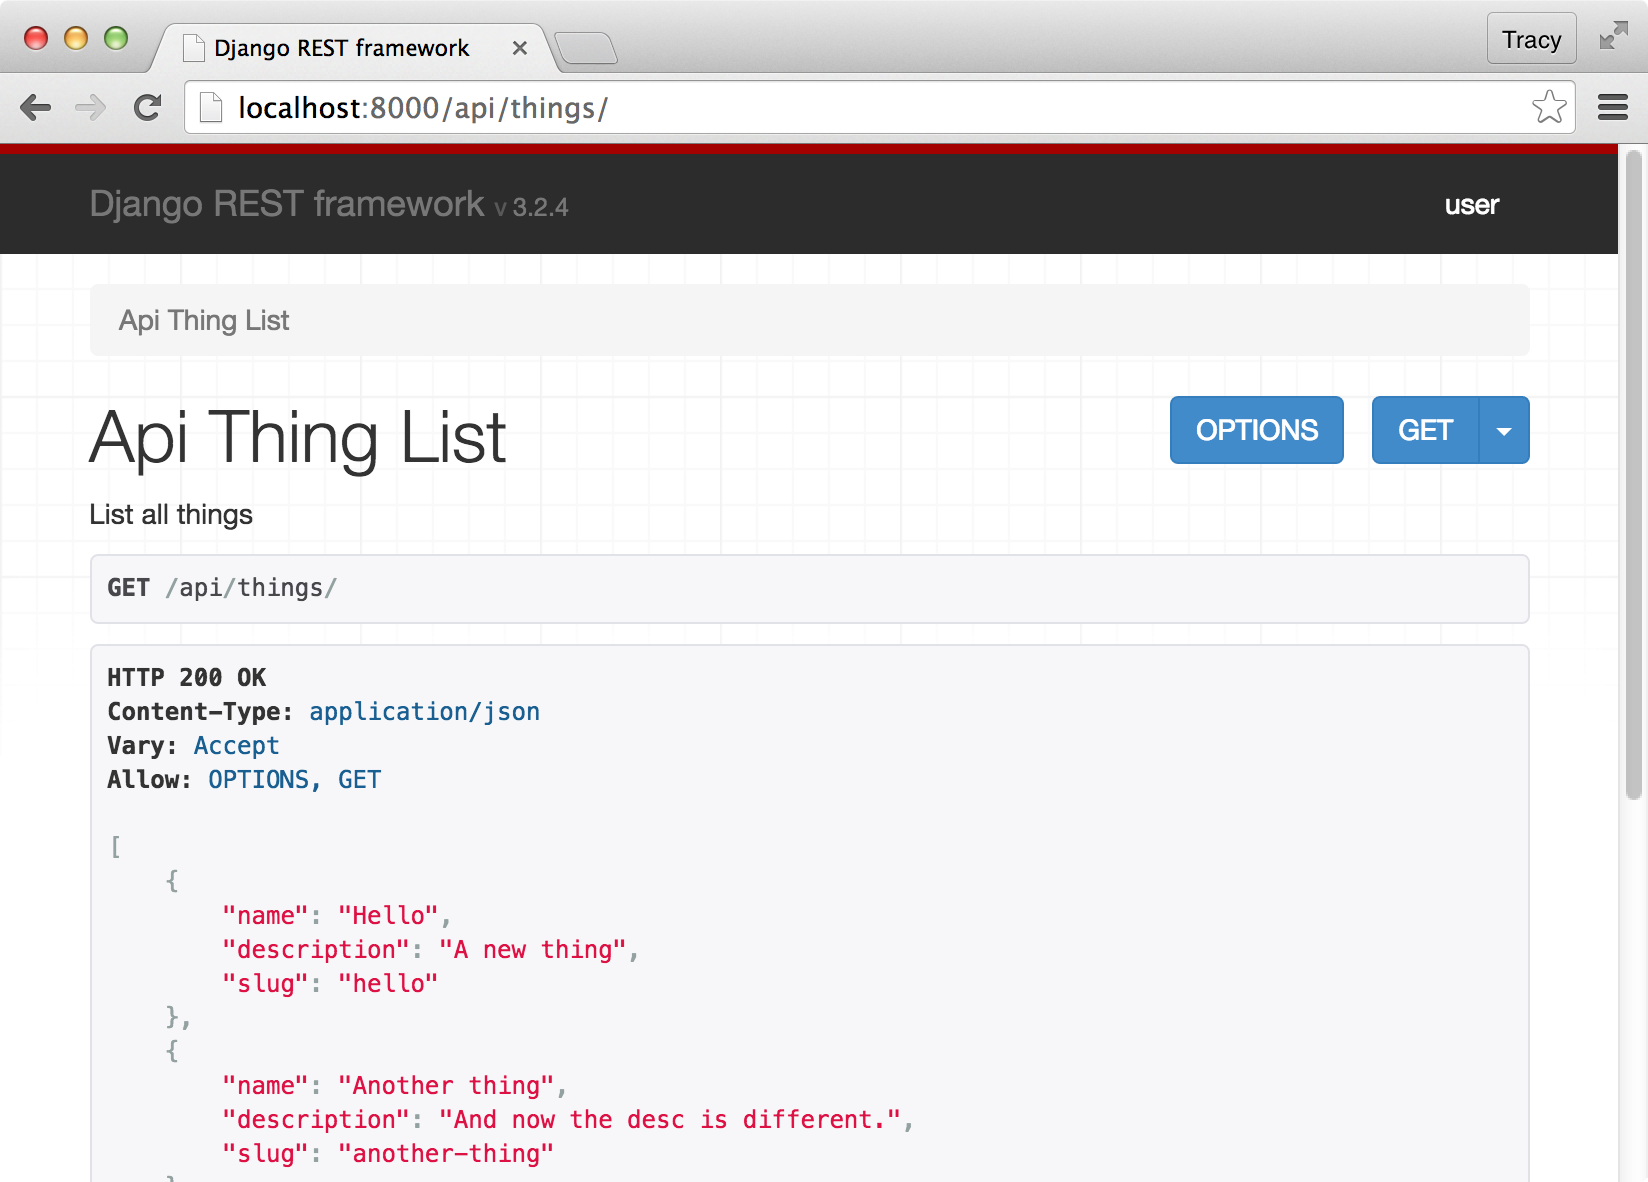 Django REST framework
Tracy
localhost:8000/api/things/
Django REST framework v 3.2.4
user
Api Thing List
Api Thing List
OPTIONS
GET
List all things
GET /api/things/
HTTP 200 OK
Content-Type: application/json
Vary: Accept
Allow: OPTIONS, GET
[
    {
        "name": "Hello",
        "description": "A new thing",
        "slug": "hello"
    },
    {
        "name": "Another thing",
        "description": "And now the desc is different.",
        "slug": "another-thing"